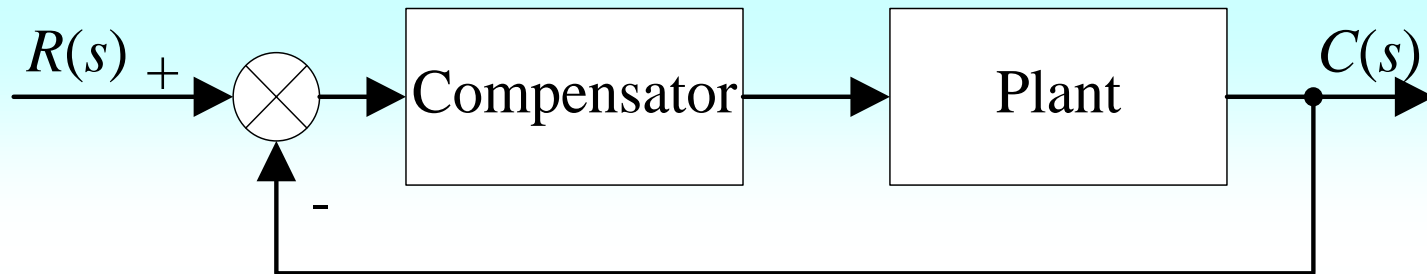 R(s) +
Compensator
Plant
C(s)
-